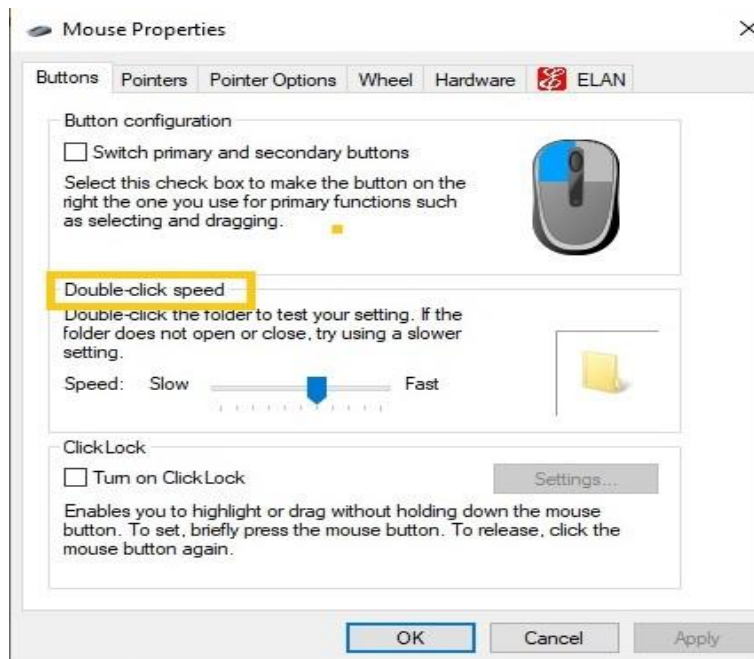 Mouse Properties
Buttons Pointers Pointer Options Wheel Hardware ELAN
Button configuration
Switch primary and secondary buttons
Select this check box to make the button on the
right the one you use for primary functions such
as selecting and dragging.
Double-click speed
Double-click the folder to test your setting. If the
folder does not open or close, try using a slower
setting.
Speed: Slow Fast
ClickLock
Turn on ClickLock
Settings...
Enables you to highlight or drag without holding down the mouse
button. To set, briefly press the mouse button. To release, click the
mouse button again.
OK Cancel Apply